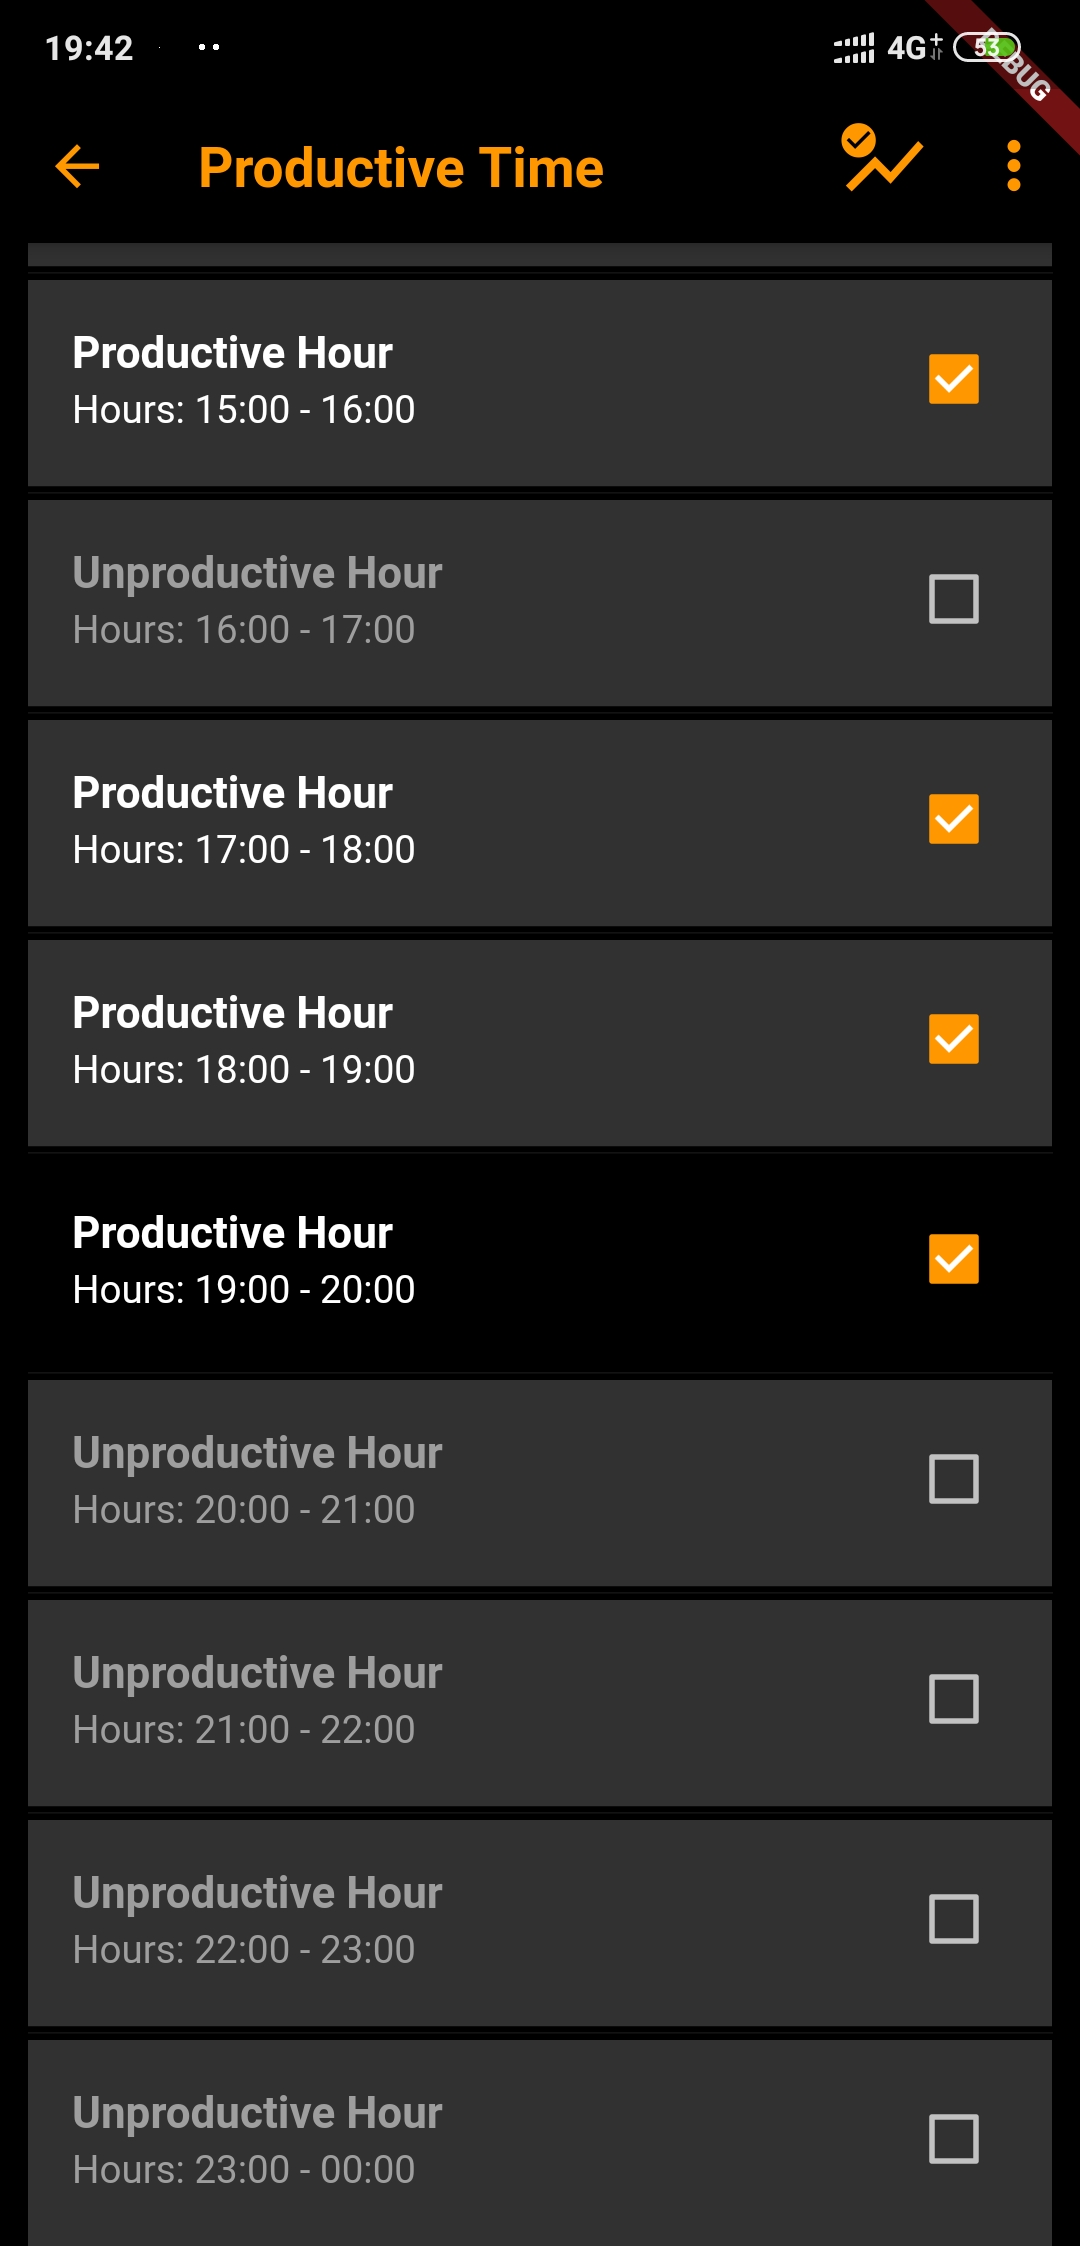 19:42
4G+
53
DEBUG
Productive Time
Productive Hour
Hours: 15:00 - 16:00
Unproductive Hour
Hours: 16:00 - 17:00
Productive Hour
Hours: 17:00 - 18:00
Productive Hour
Hours: 18:00 - 19:00
Productive Hour
Hours: 19:00 - 20:00
Unproductive Hour
Hours: 20:00 - 21:00
Unproductive Hour
Hours: 21:00 - 22:00
Unproductive Hour
Hours: 22:00 - 23:00
Unproductive Hour
Hours: 23:00 - 00:00